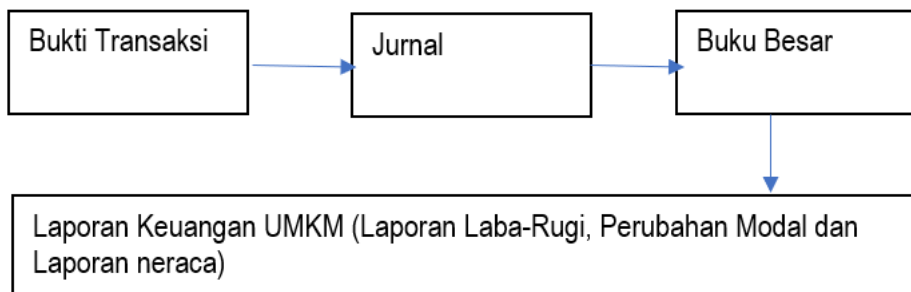 Bukti Transaksi
Jurnal
Buku Besar
Laporan Keuangan UMKM (Laporan Laba-Rugi, Perubahan Modal dan
Laporan neraca)